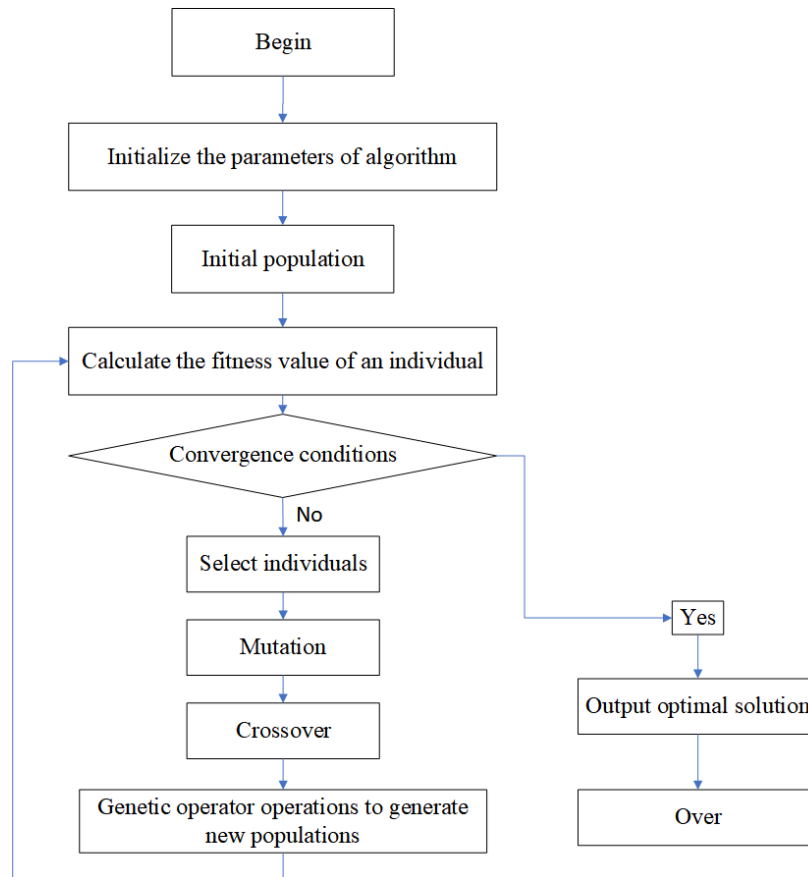 Begin
Initialize the parameters of algorithm
Initial population
Calculate the fitness value of an individual
Convergence conditions
No
Select individuals
Mutation
Crossover
Genetic operator operations to generate
new populations
Yes
Output optimal solution
Over